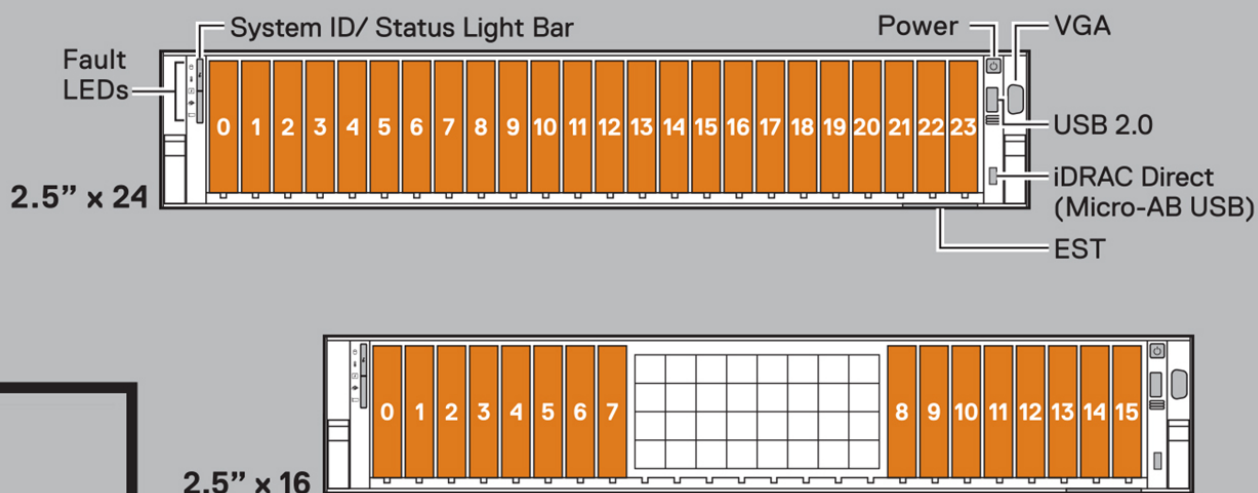 System ID/ Status Light Bar
Power
VGA
Fault
LEDs
0 1 2 3 4 5 6 7 8 9 10 11 12 13 14 15 16 17 18 19 20 21 22 23
USB 2.0
iDRAC Direct
(Micro-AB USB)
2.5” x 24
EST
0 1 2 3 4 5 6 7 8 9 10 11 12 13 14 15
2.5” x 16